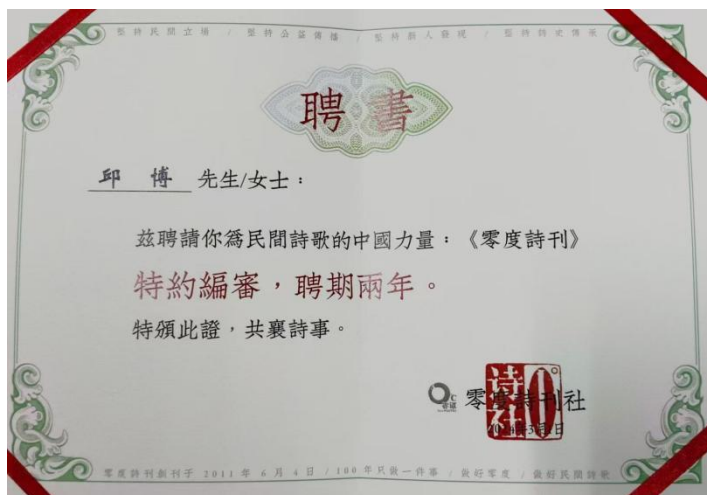 堅持民間立場 / 堅持公益傳播 / 堅持新人發現 / 堅持詩史傳承
聘書
邱 博 先生/女士：
兹聘請你爲民間詩歌的中國力量：《零度詩刊》
特約編審，聘期兩年。
特頒此證，共襄詩事。
零度詩刊社
诗社
零度詩刊創刊于 2011 年 6 月 4 日 / 100 年只做一件事 / 做好零度 / 做好民間詩歌